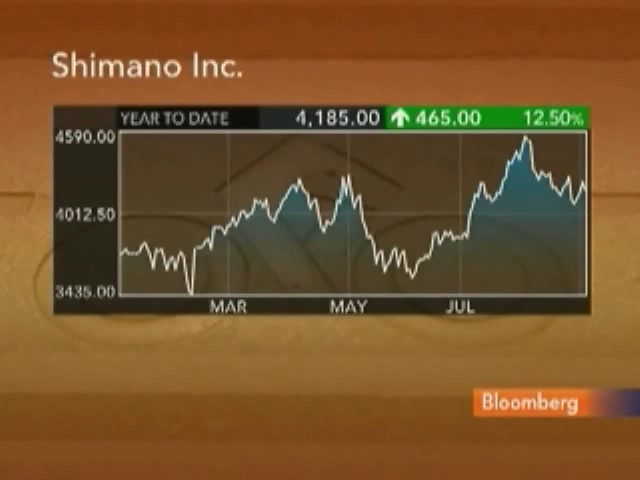 Shimano Inc.
YEAR TO DATE 4,185.00 465.00 12.50%
4590.00
4012.50
3435.00
MAR MAY JUL
Bloomberg